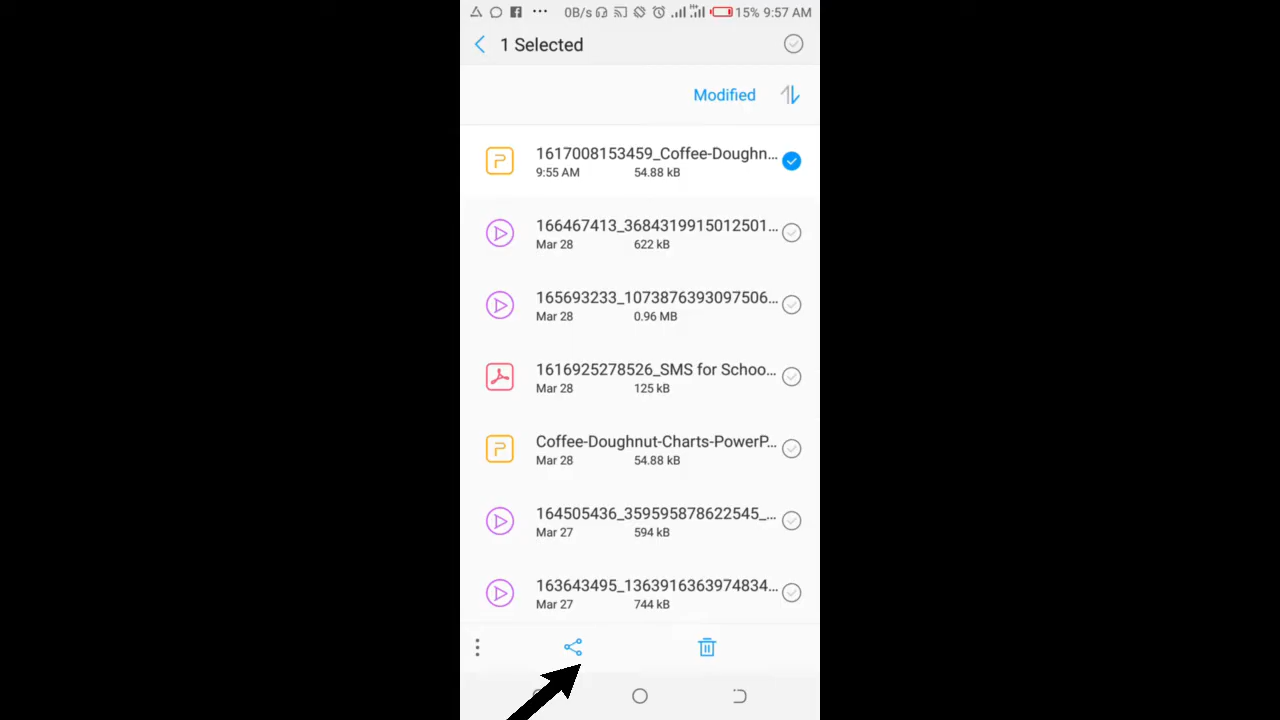 0B/s 15% 9:57 AM
1 Selected
Modified
1617008153459_Coffee-Doughn...
9:55 AM 54.88 kB
166467413_3684319915012501...
Mar 28 622 kB
165693233_1073876393097506...
Mar 28 0.96 MB
1616925278526_SMS for Schoo...
Mar 28 125 kB
Coffee-Doughnut-Charts-PowerP...
Mar 28 54.88 kB
164505436_359595878622545_...
Mar 27 594 kB
163643495_1363916363974834...
Mar 27 744 kB